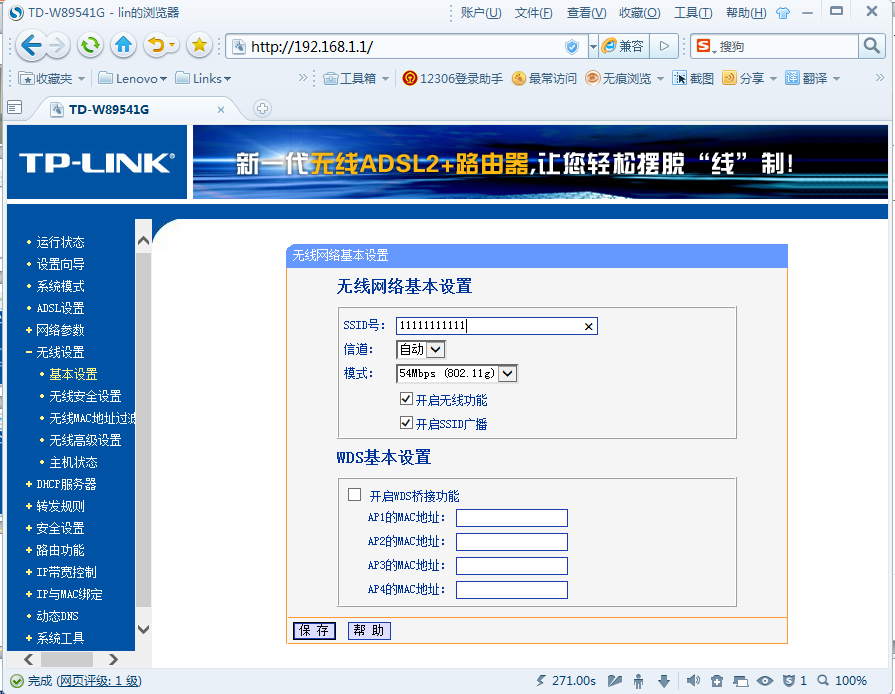 TD-W89541G - lin的浏览器
账户(U) 文件(F) 查看(V) 收藏(O) 工具(T) 帮助(H)
http://192.168.1.1/ 兼容 搜狗
收藏夹 Lenovo Links 工具箱 12306登录助手 最常访问 无痕浏览 截图 分享 翻译
TD-W89541G
TP-LINK®
新一代无线ADSL2+路由器,让您轻松摆脱“线”制!
运行状态
设置向导
系统模式
ADSL设置
+ 网络参数
- 无线设置
基本设置
无线安全设置
无线MAC地址过滤
无线高级设置
主机状态
+ DHCP服务器
+ 转发规则
+ 安全设置
+ 路由功能
+ IP带宽控制
+ IP与MAC绑定
动态DNS
+ 系统工具
无线网络基本设置
无线网络基本设置
SSID号: 11111111111
信道: 自动
模式: 54Mbps (802.11g)
开启无线功能
开启SSID广播
WDS基本设置
开启WDS桥接功能
AP1的MAC地址:
AP2的MAC地址:
AP3的MAC地址:
AP4的MAC地址:
保 存 帮 助
完成 (网页评级: 1 级) 271.00s 1 100%